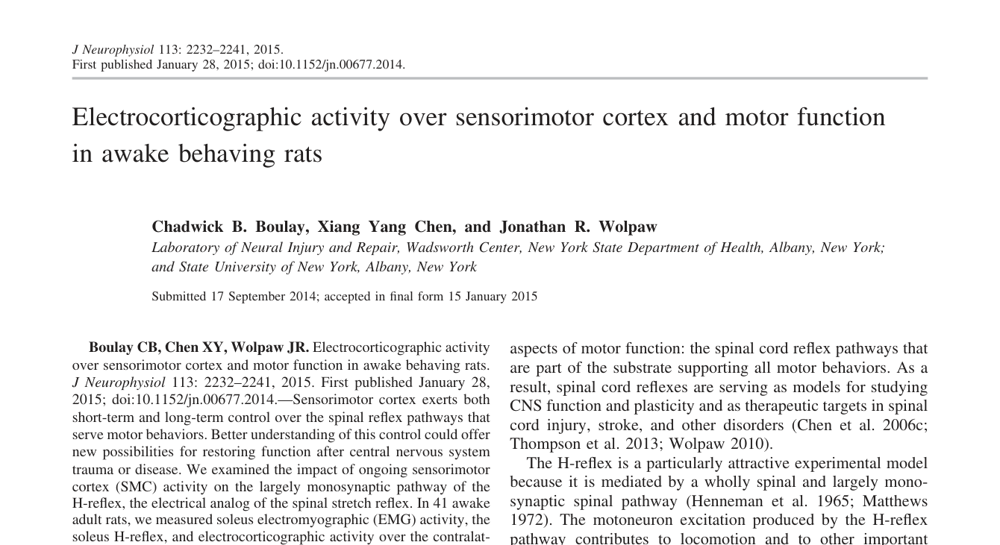 J Neurophysiol 113: 2232–2241, 2015.
First published January 28, 2015; doi:10.1152/jn.00677.2014.
Electrocorticographic activity over sensorimotor cortex and motor function
in awake behaving rats
Chadwick B. Boulay, Xiang Yang Chen, and Jonathan R. Wolpaw
Laboratory of Neural Injury and Repair, Wadsworth Center, New York State Department of Health, Albany, New York;
and State University of New York, Albany, New York
Submitted 17 September 2014; accepted in final form 15 January 2015
Boulay CB, Chen XY, Wolpaw JR. Electrocorticographic activity
over sensorimotor cortex and motor function in awake behaving rats.
J Neurophysiol 113: 2232–2241, 2015. First published January 28,
2015; doi:10.1152/jn.00677.2014.—Sensorimotor cortex exerts both
short-term and long-term control over the spinal reflex pathways that
serve motor behaviors. Better understanding of this control could offer
new possibilities for restoring function after central nervous system
trauma or disease. We examined the impact of ongoing sensorimotor
cortex (SMC) activity on the largely monosynaptic pathway of the
H-reflex, the electrical analog of the spinal stretch reflex. In 41 awake
adult rats, we measured soleus electromyographic (EMG) activity, the
soleus H-reflex, and electrocorticographic activity over the contralat-
aspects of motor function: the spinal cord reflex pathways that
are part of the substrate supporting all motor behaviors. As a
result, spinal cord reflexes are serving as models for studying
CNS function and plasticity and as therapeutic targets in spinal
cord injury, stroke, and other disorders (Chen et al. 2006c;
Thompson et al. 2013; Wolpaw 2010).
The H-reflex is a particularly attractive experimental model
because it is mediated by a wholly spinal and largely mono-
synaptic spinal pathway (Henneman et al. 1965; Matthews
1972). The motoneuron excitation produced by the H-reflex
pathway contributes to locomotion and to other important